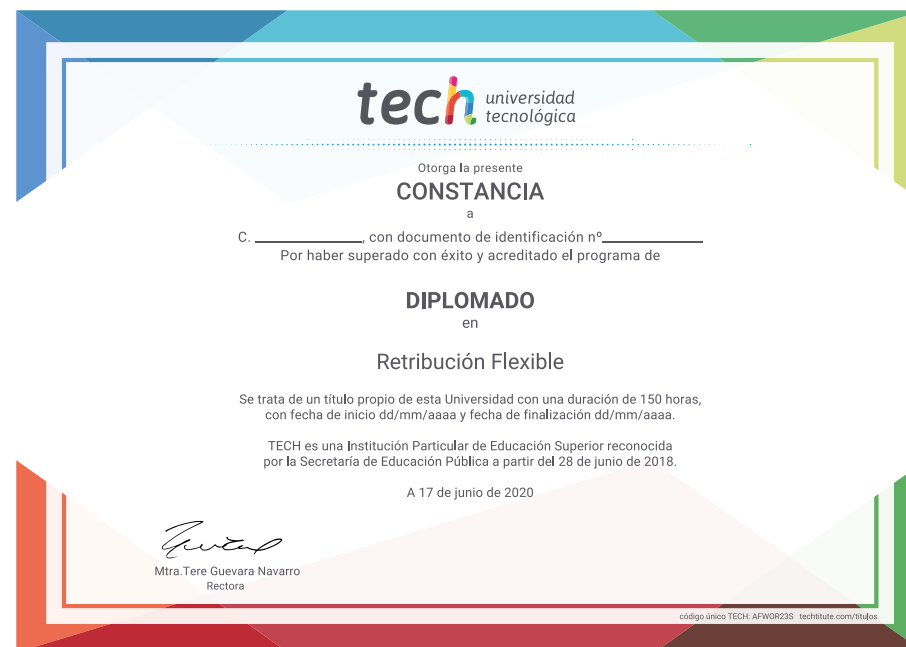 tech universidad
tecnológica
Otorga la presente
CONSTANCIA
a
C. ______________, con documento de identificación nº_____________
Por haber superado con éxito y acreditado el programa de
DIPLOMADO
en
Retribución Flexible
Se trata de un título propio de esta Universidad con una duración de 150 horas,
con fecha de inicio dd/mm/aaaa y fecha de finalización dd/mm/aaaa.
TECH es una Institución Particular de Educación Superior reconocida
por la Secretaría de Educación Pública a partir del 28 de junio de 2018.
A 17 de junio de 2020
Mtra.Tere Guevara Navarro
Rectora
código único TECH: AFWOR23S techtitute.com/titulos